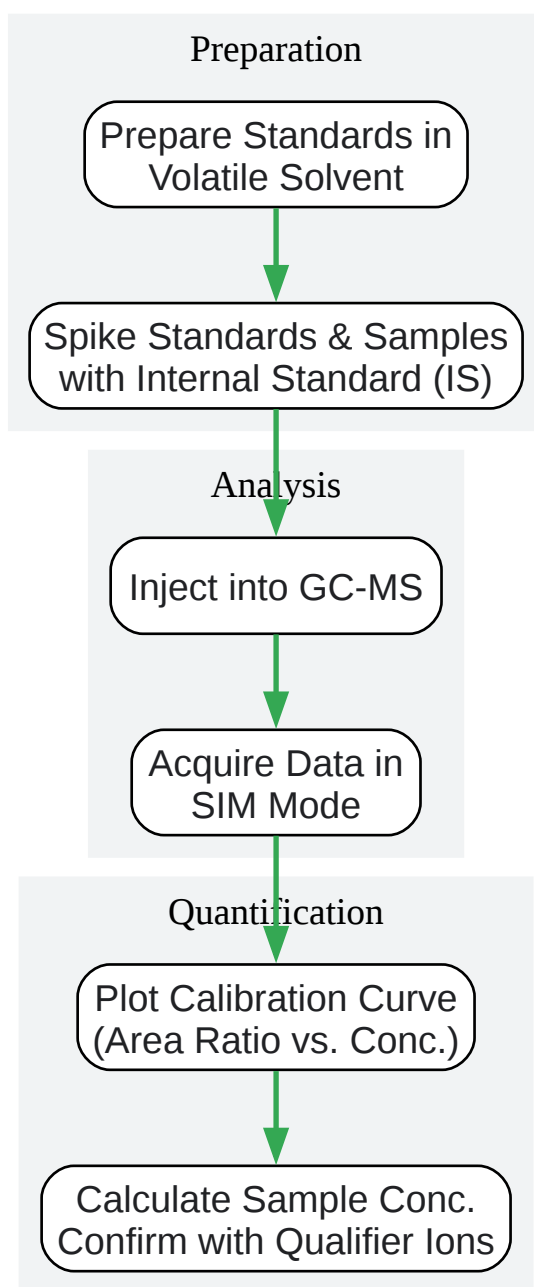 Preparation
Prepare Standards in
Volatile Solvent
Spike Standards & Samples
with Internal Standard (IS)
Analysis
Inject into GC-MS
Acquire Data in
SIM Mode
Quantification
Plot Calibration Curve
(Area Ratio vs. Conc.)
Calculate Sample Conc.
Confirm with Qualifier Ions